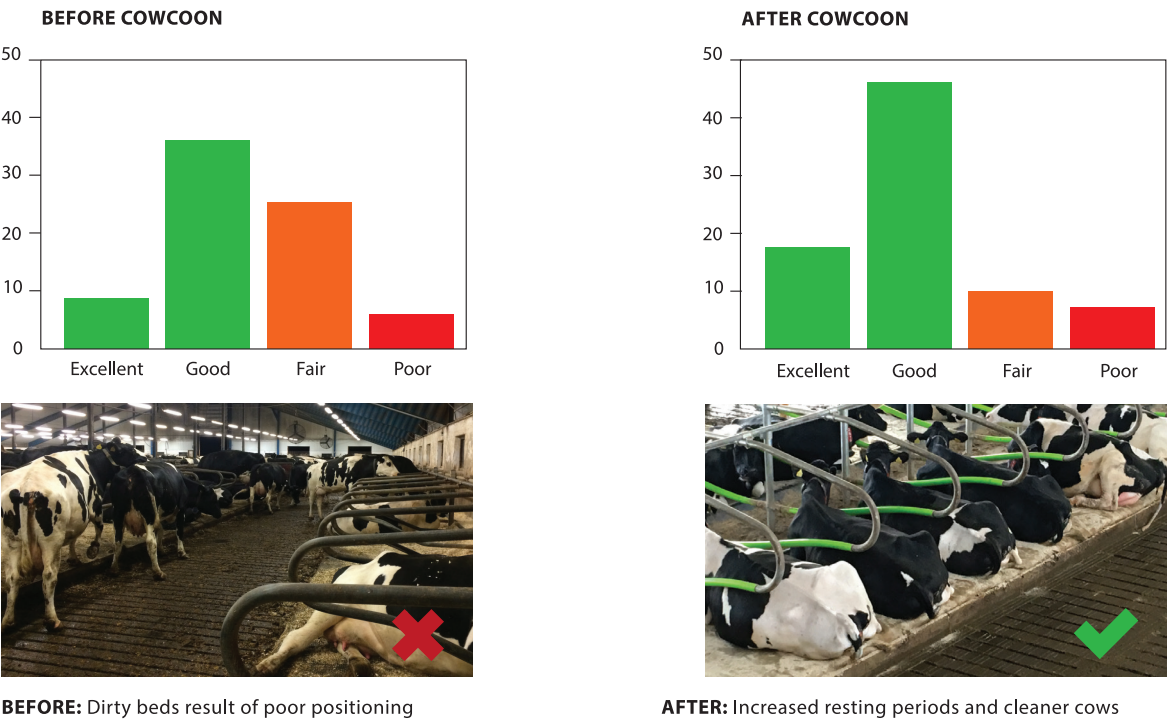 BEFORE COWCOON
50
40
30
20
10
0
Excellent Good Fair Poor
AFTER COWCOON
50
40
30
20
10
0
Excellent Good Fair Poor
BEFORE: Dirty beds result of poor positioning
AFTER: Increased resting periods and cleaner cows